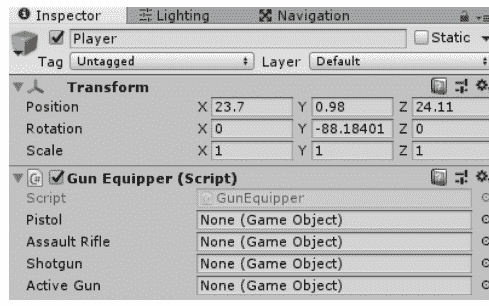 Inspector Lighting Navigation
Player Static
Tag Untagged Layer Default
Transform
Position X 23.7 Y 0.98 Z 24.11
Rotation X 0 Y -88.18401 Z 0
Scale X 1 Y 1 Z 1
Gun Equipper (Script)
Script GunEquipper
Pistol None (Game Object)
Assault Rifle None (Game Object)
Shotgun None (Game Object)
Active Gun None (Game Object)